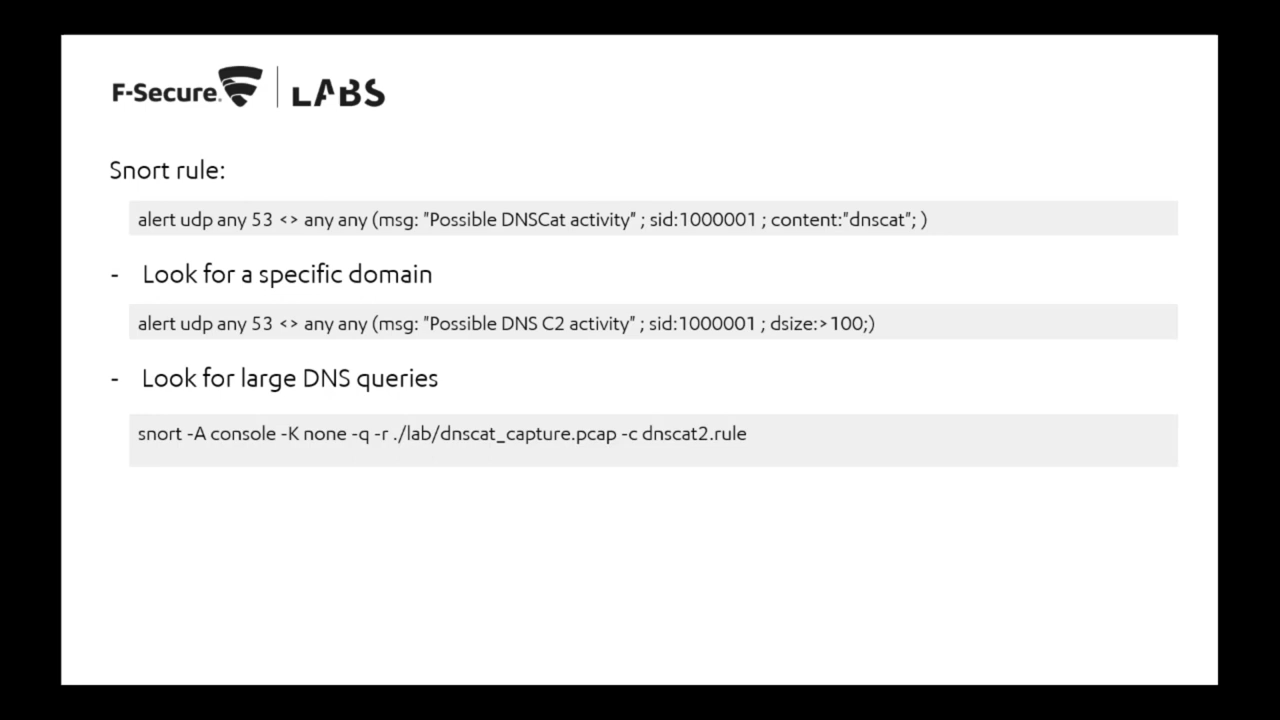 F-Secure. LABS
Snort rule:
alert udp any 53 <> any any (msg: "Possible DNSCat activity" ; sid:1000001 ; content:"dnscat"; )
- Look for a specific domain
alert udp any 53 <> any any (msg: "Possible DNS C2 activity" ; sid:1000001 ; dsize:>100;)
- Look for large DNS queries
snort -A console -K none -q -r ./lab/dnscat_capture.pcap -c dnscat2.rule